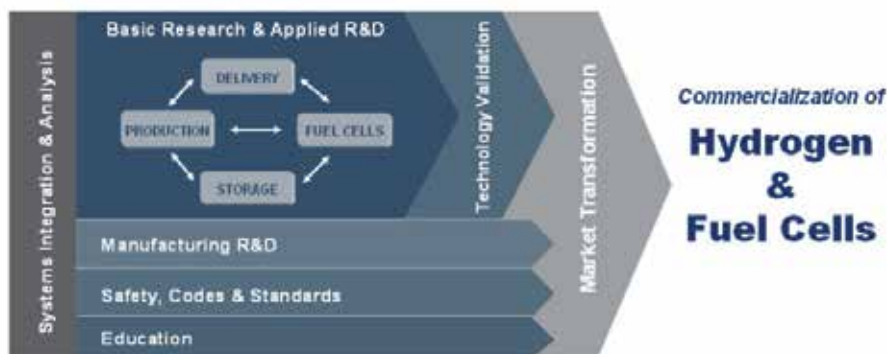 Systems Integration & Analysis
Basic Research & Applied R&D
DELIVERY
PRODUCTION
FUEL CELLS
STORAGE
Technology Validation
Manufacturing R&D
Safety, Codes & Standards
Education
Market Transformation
Commercialization of
Hydrogen
&
Fuel Cells